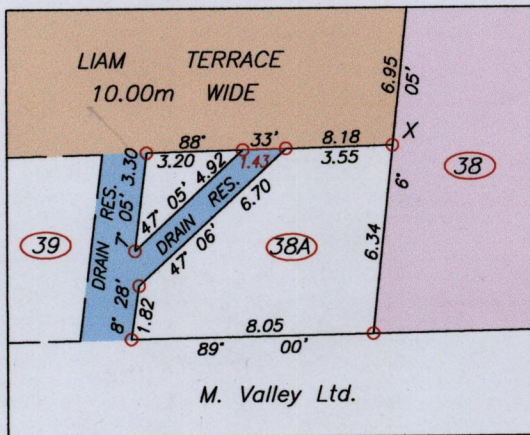 LIAM TERRACE
10.00m WIDE
6.95
05'
X
6°
88° 33' 8.18
3.20 1.43 3.55
7° 05' 3.30
47° 05' 4.92
DRAIN RES.
DRAIN RES.
47° 06' 6.70
39
38A
38
6.34
8° 28' 1.82
8.05
89° 00'
M. Valley Ltd.